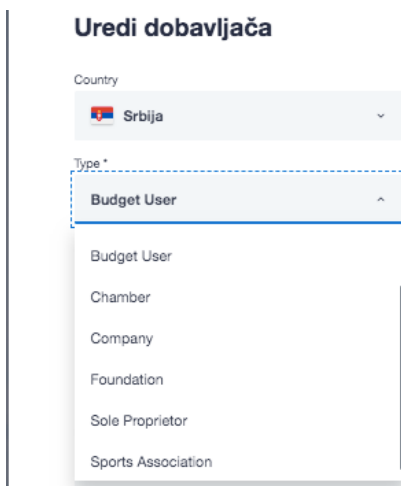 Uredi dobavljača
Country
Srbija
Type *
Budget User
Budget User
Chamber
Company
Foundation
Sole Proprietor
Sports Association